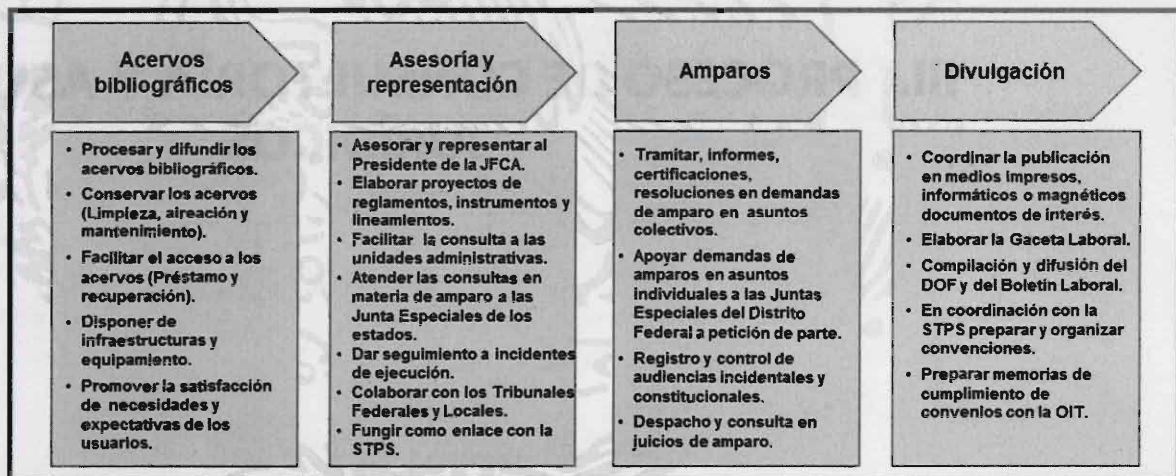 Acervos
bibliográficos
• Procesar y difundir los
acervos bibliográficos.
• Conservar los acervos
(Limpieza, aireación y
mantenimiento).
• Facilitar el acceso a los
acervos (Préstamo y
recuperación).
• Disponer de
infraestructuras y
equipamiento.
• Promover la satisfacción
de necesidades y
expectativas de los
usuarios.
Asesoría y
representación
• Asesorar y representar al
Presidente de la JFCA.
• Elaborar proyectos de
reglamentos, instrumentos y
lineamientos.
• Facilitar la consulta a las
unidades administrativas.
• Atender las consultas en
materia de amparo a las
Junta Especiales de los
estados.
• Dar seguimiento a incidentes
de ejecución.
• Colaborar con los Tribunales
Federales y Locales.
• Fungir como enlace con la
STPS.
Amparos
• Tramitar, informes,
certificaciones,
resoluciones en demandas
de amparo en asuntos
colectivos.
• Apoyar demandas de
amparos en asuntos
individuales a las Juntas
Especiales del Distrito
Federal a petición de parte.
• Registro y control de
audiencias incidentales y
constitucionales.
• Despacho y consulta en
juicios de amparo.
Divulgación
• Coordinar la publicación
en medios impresos,
informáticos o magnéticos
documentos de interés.
• Elaborar la Gaceta Laboral.
• Compilación y difusión del
DOF y del Boletín Laboral.
• En coordinación con la
STPS preparar y organizar
convenciones.
• Preparar memorias de
cumplimiento de
convenios con la OIT.